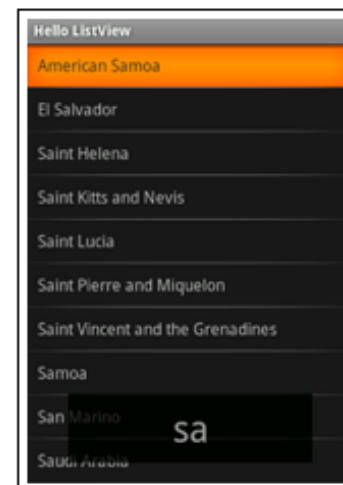 Hello ListView
American Samoa
El Salvador
Saint Helena
Saint Kitts and Nevis
Saint Lucia
Saint Pierre and Miquelon
Saint Vincent and the Grenadines
Samoa
San Marino
sa
Saudi Arabia